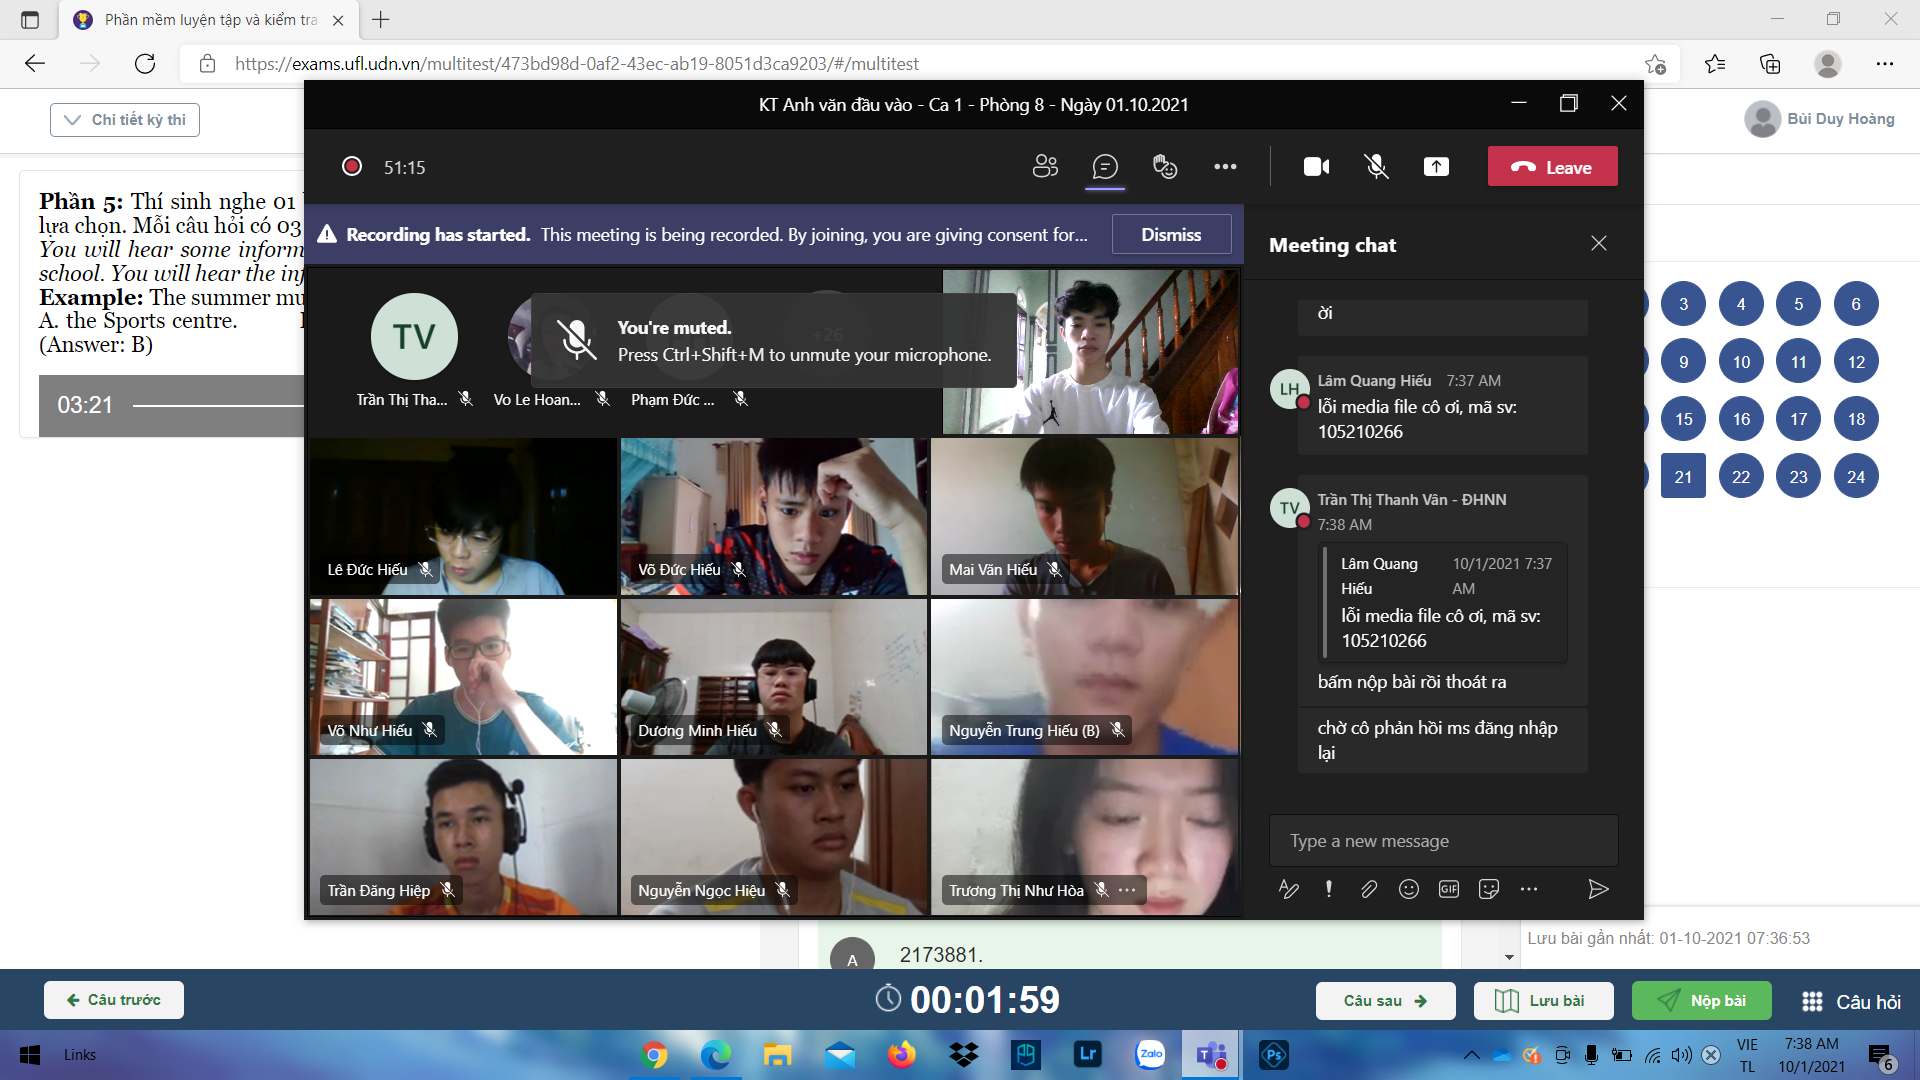 Phần mềm luyện tập và kiểm tra
https://exams.ufl.udn.vn/multitest/473bd98d-0af2-43ec-ab19-8051d3ca9203/#/multitest
Chi tiết kỳ thi
Bùi Duy Hoàng
KT Anh văn đầu vào - Ca 1 - Phòng 8 - Ngày 01.10.2021
51:15
Leave
Recording has started. This meeting is being recorded. By joining, you are giving consent for...
Dismiss
Phần 5: Thí sinh nghe 01
lựa chọn. Mỗi câu hỏi có 03
You will hear some inform
school. You will hear the inf
Example: The summer mu
A. the Sports centre.
(Answer: B)
03:21
TV
+26
You're muted.
Press Ctrl+Shift+M to unmute your microphone.
Trần Thị Tha...
Vo Le Hoan...
Phạm Đức ...
Lê Đức Hiếu
Võ Đức Hiếu
Mai Văn Hiếu
Võ Như Hiếu
Dương Minh Hiếu
Nguyễn Trung Hiếu (B)
Trần Đăng Hiệp
Nguyễn Ngọc Hiệu
Trương Thị Như Hòa
Meeting chat
ời
LH
Lâm Quang Hiếu 7:37 AM
lỗi media file cô ơi, mã sv:
105210266
TV
Trần Thị Thanh Vân - ĐHNN
7:38 AM
Lâm Quang Hiếu
10/1/2021 7:37 AM
lỗi media file cô ơi, mã sv:
105210266
bấm nộp bài rồi thoát ra
chờ cô phản hồi ms đăng nhập
lại
Type a new message
GIF
3 4 5 6
9 10 11 12
15 16 17 18
21 22 23 24
A
2173881.
Lưu bài gần nhất: 01-10-2021 07:36:53
Câu trước
00:01:59
Câu sau
Lưu bài
Nộp bài
Câu hỏi
Links
Lr
Zalo
Ps
VIE
TL
7:38 AM
10/1/2021
6